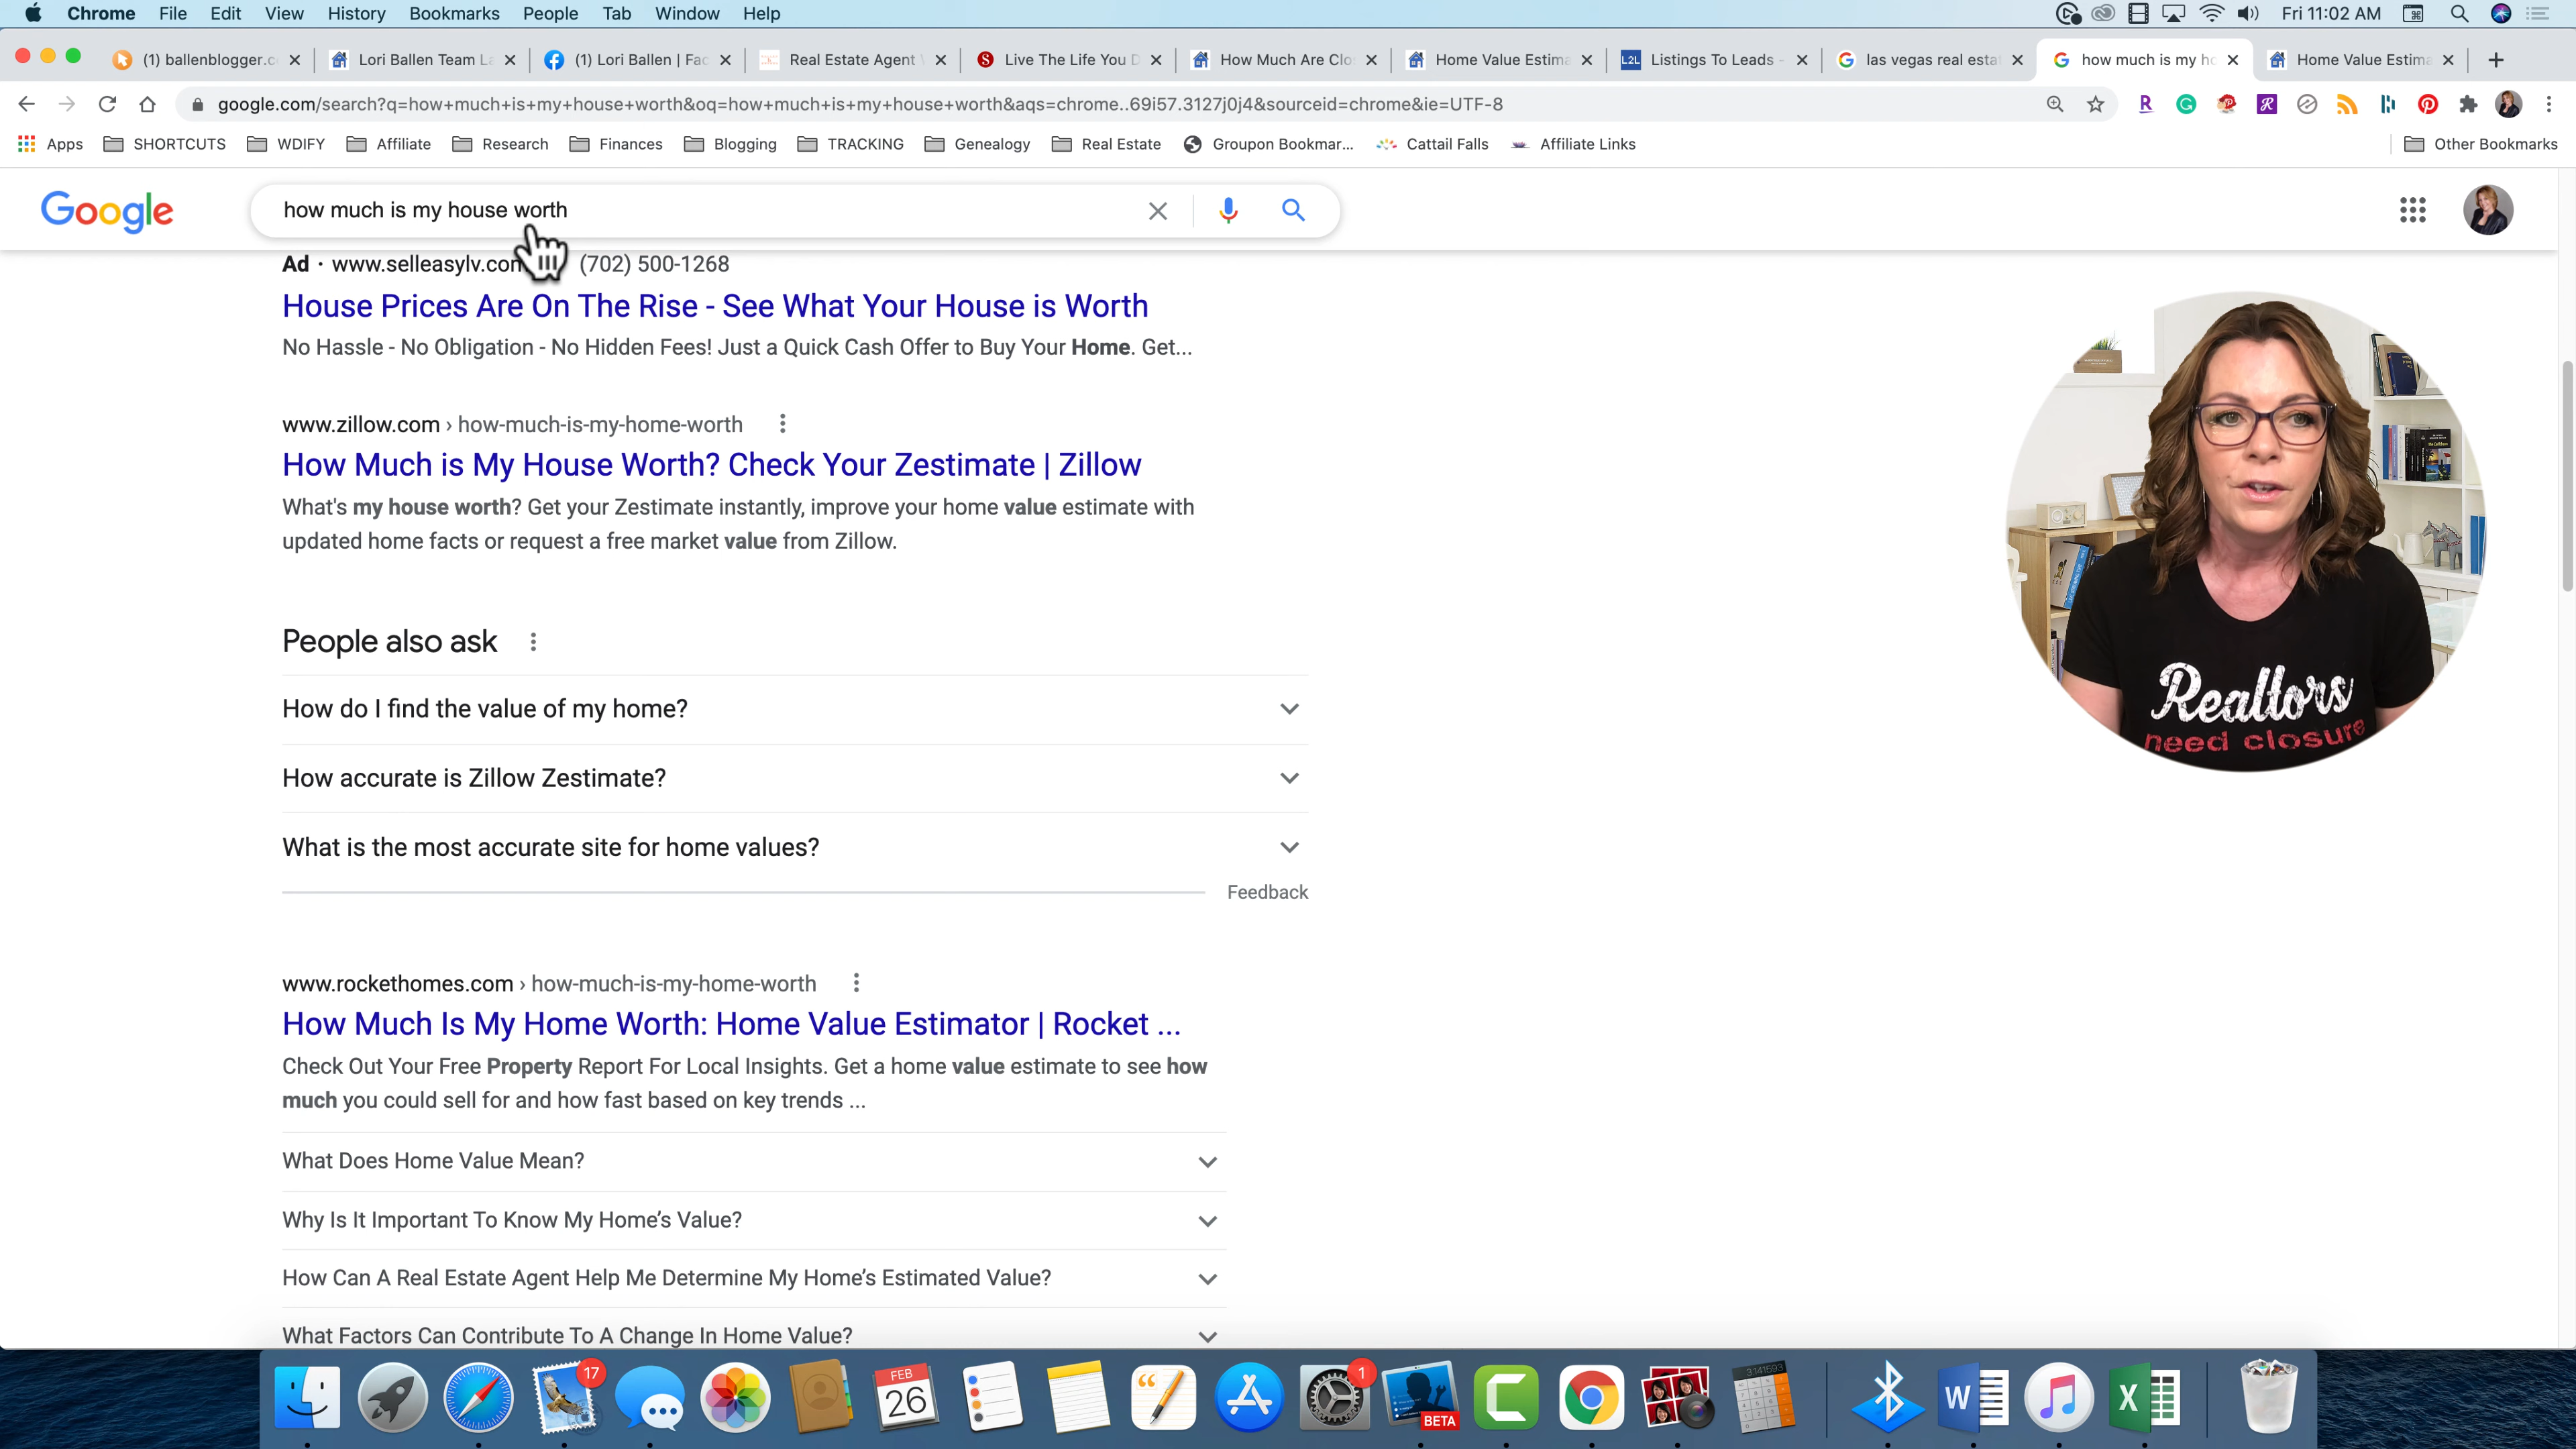 Chrome File Edit View History Bookmarks People Tab Window Help Fri 11:02 AM
(1) ballenblogger.c Lori Ballen Team La (1) Lori Ballen | Fac Real Estate Agent Live The Life You D How Much Are Clo Home Value Estima Listings To Leads - las vegas real esta how much is my ho Home Value Estima
google.com/search?q=how+much+is+my+house+worth&oq=how+much+is+my+house+worth&aqs=chrome..69i57.3127j0j4&sourceid=chrome&ie=UTF-8
Apps SHORTCUTS WDIFY Affiliate Research Finances Blogging TRACKING Genealogy Real Estate Groupon Bookmar... Cattail Falls Affiliate Links Other Bookmarks
Google how much is my house worth
Ad · www.selleasylv.com (702) 500-1268
House Prices Are On The Rise - See What Your House is Worth
No Hassle - No Obligation - No Hidden Fees! Just a Quick Cash Offer to Buy Your Home. Get...
www.zillow.com › how-much-is-my-home-worth
How Much is My House Worth? Check Your Zestimate | Zillow
What's my house worth? Get your Zestimate instantly, improve your home value estimate with
updated home facts or request a free market value from Zillow.
People also ask
How do I find the value of my home?
How accurate is Zillow Zestimate?
What is the most accurate site for home values?
Feedback
www.rockethomes.com › how-much-is-my-home-worth
How Much Is My Home Worth: Home Value Estimator | Rocket ...
Check Out Your Free Property Report For Local Insights. Get a home value estimate to see how
much you could sell for and how fast based on key trends ...
What Does Home Value Mean?
Why Is It Important To Know My Home’s Value?
How Can A Real Estate Agent Help Me Determine My Home’s Estimated Value?
What Factors Can Contribute To A Change In Home Value?
Realtors
need closure
17
FEB
26
1
BETA
3.141593
W
X